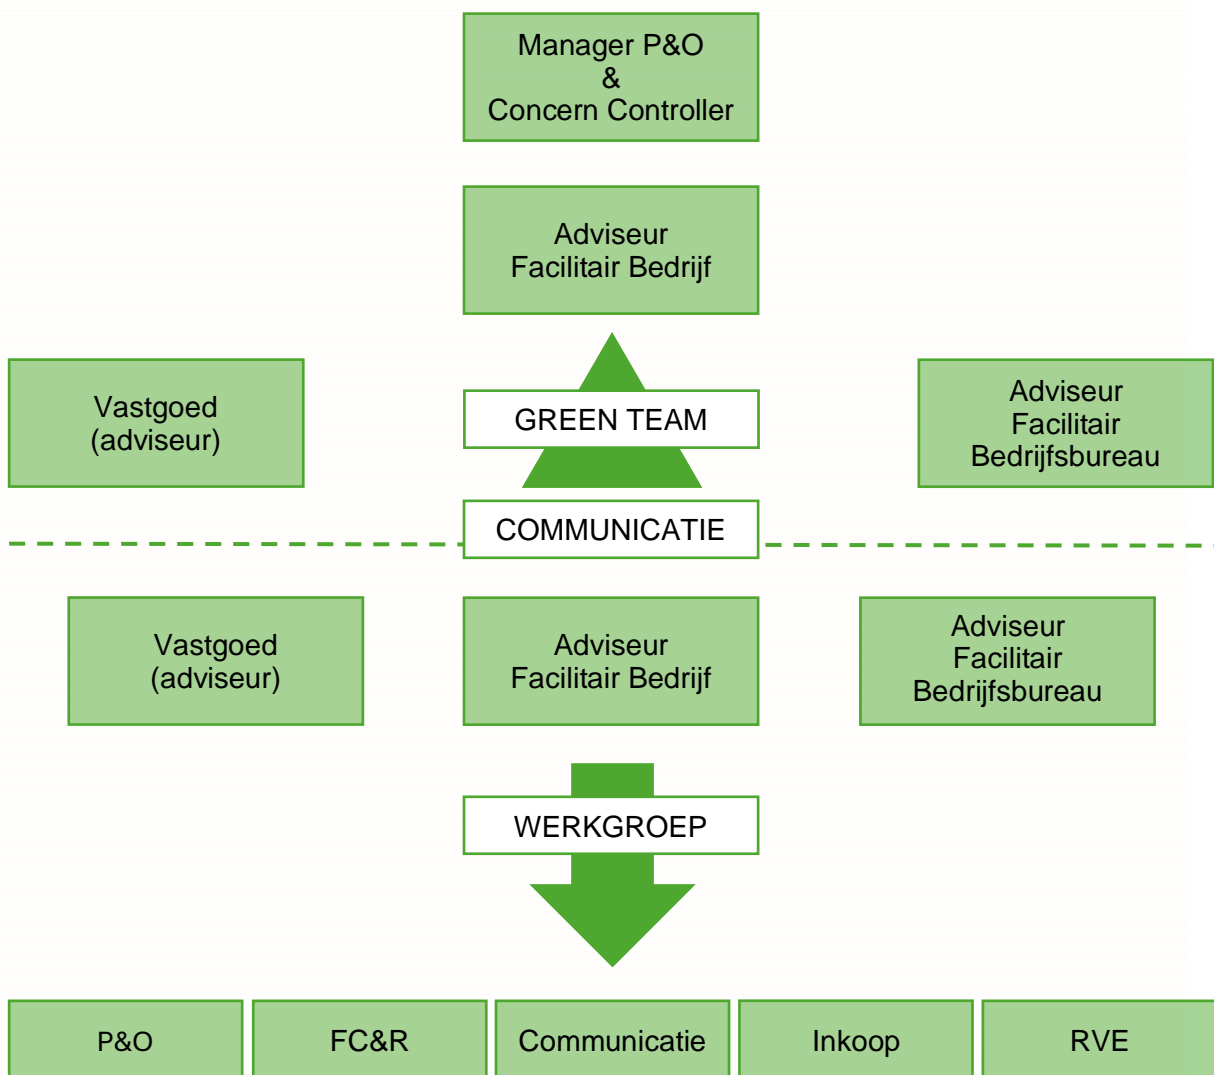 Manager P&O
&
Concern Controller
Adviseur
Facilitair Bedrijf
Vastgoed
(adviseur)
GREEN TEAM
Adviseur
Facilitair
Bedrijfsbureau
COMMUNICATIE
Vastgoed
(adviseur)
Adviseur
Facilitair Bedrijf
Adviseur
Facilitair
Bedrijfsbureau
WERKGROEP
P&O
FC&R
Communicatie
Inkoop
RVE